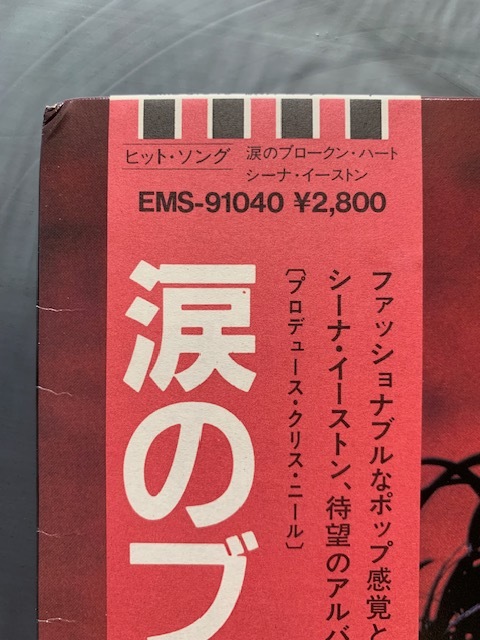 ヒット・ソング
涙のブロークン・ハート
シーナ・イーストン
EMS-91040 ¥2,800
ファッショナブルなポップ感覚と
シーナ・イーストン、待望のアルバ
〔プロデュース・クリス・ニール〕
涙のブ